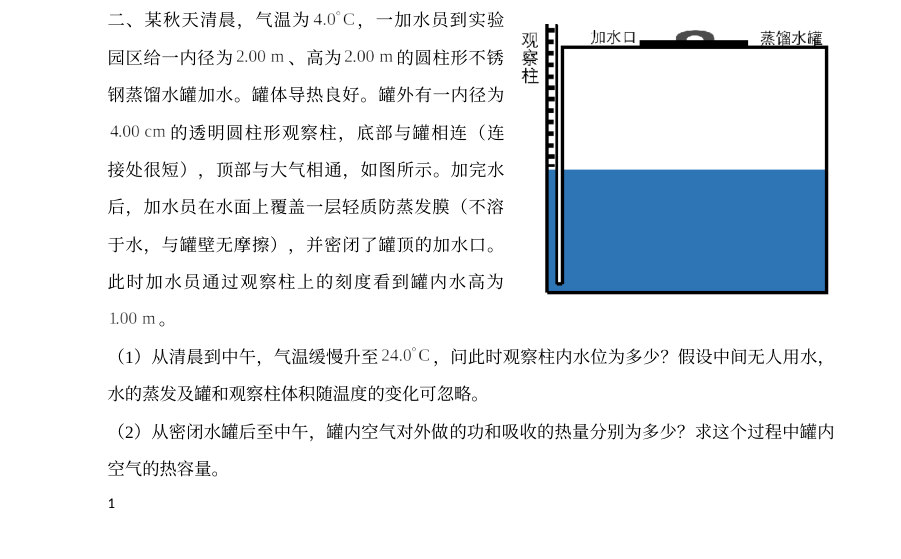 二、某秋天清晨，气温为4.0°C，一加水员到实验
园区给一内径为2.00 m、高为2.00 m的圆柱形不锈
钢蒸馏水罐加水。罐体导热良好。罐外有一内径为
4.00 cm的透明圆柱形观察柱，底部与罐相连（连
接处很短），顶部与大气相通，如图所示。加完水
后，加水员在水面上覆盖一层轻质防蒸发膜（不溶
于水，与罐壁无摩擦），并密闭了罐顶的加水口。
此时加水员通过观察柱上的刻度看到罐内水高为
1.00 m。
观察柱
加水口
蒸馏水罐
（1）从清晨到中午，气温缓慢升至24.0°C，问此时观察柱内水位为多少？假设中间无人用水，
水的蒸发及罐和观察柱体积随温度的变化可忽略。
（2）从密闭水罐后至中午，罐内空气对外做的功和吸收的热量分别为多少？求这个过程中罐内
空气的热容量。
1